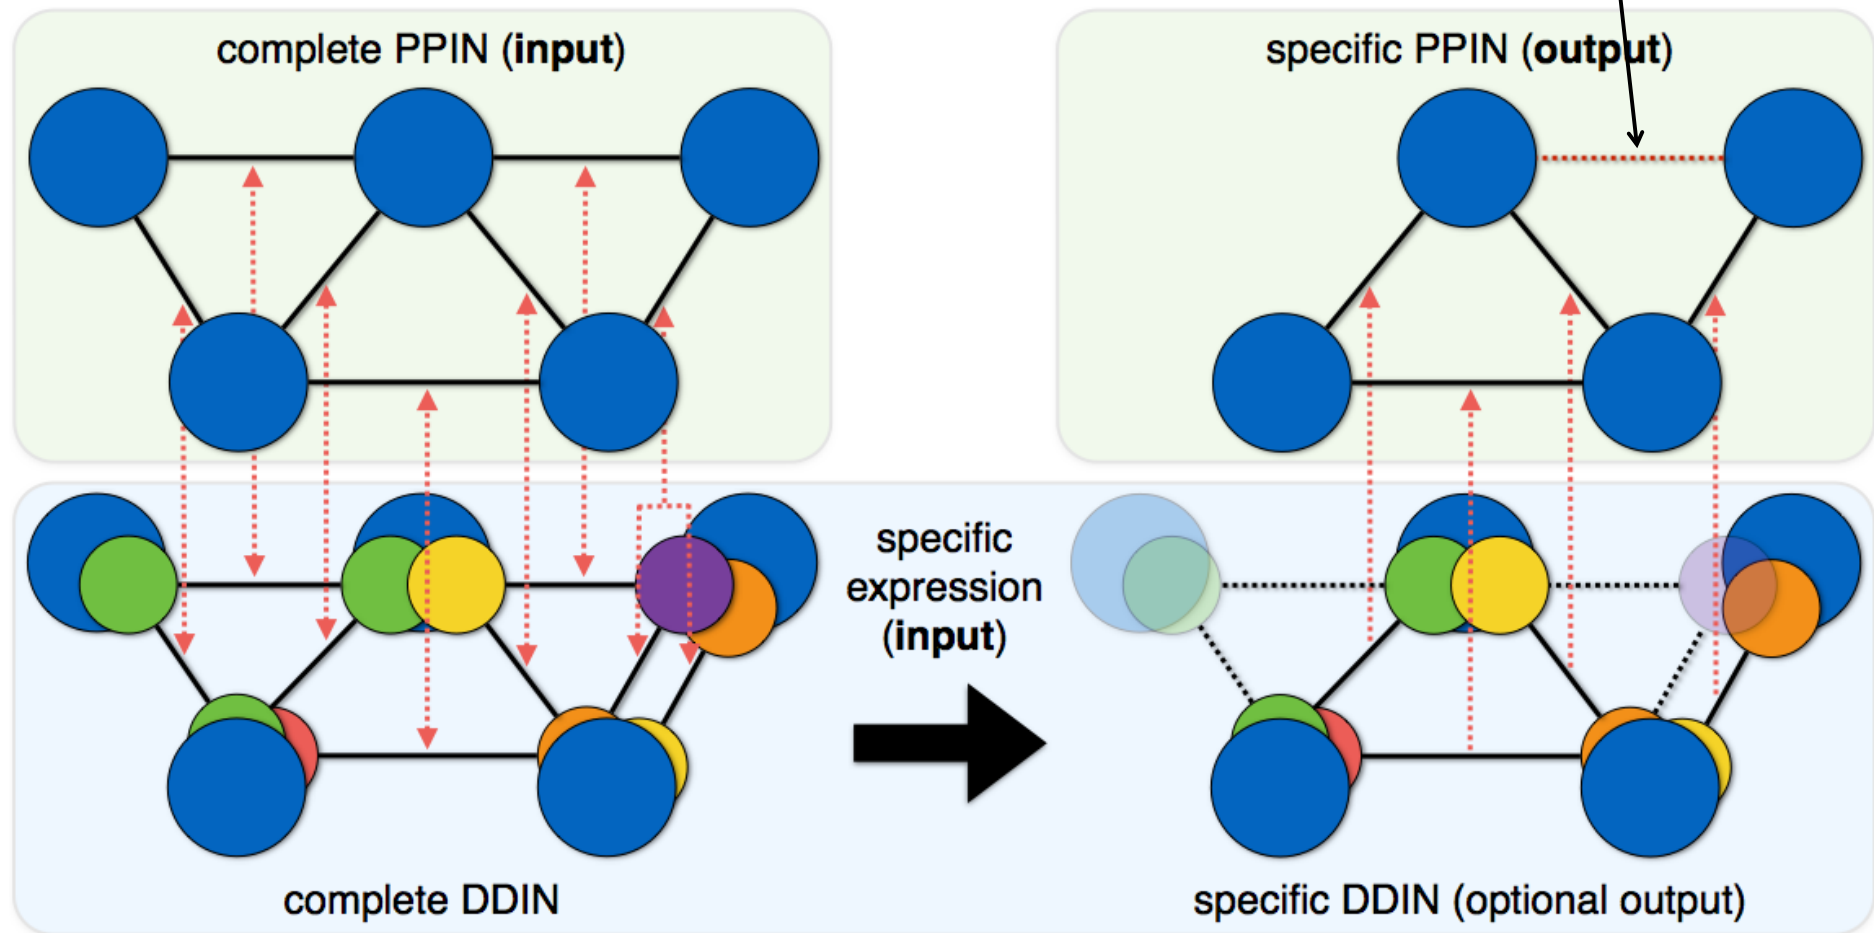 complete PPIN (input)
specific PPIN (output)
specific
expression
(input)
complete DDIN
specific DDIN (optional output)